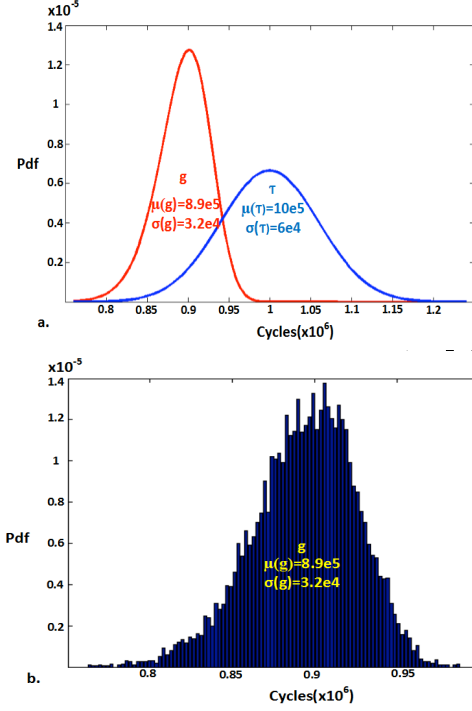 x10⁻⁵
1.4
1.2
1
0.8
0.6
0.4
0.2
Pdf
g
μ(g)=8.9e5
σ(g)=3.2e4
τ
μ(τ)=10e5
σ(τ)=6e4
0.8 0.85 0.9 0.95 1 1.05 1.1 1.15 1.2
a.
Cycles(x10⁶)
x10⁻⁵
1.4
1.2
1
0.8
0.6
0.4
0.2
Pdf
g
μ(g)=8.9e5
σ(g)=3.2e4
0.8 0.85 0.9 0.95
b.
Cycles(x10⁶)